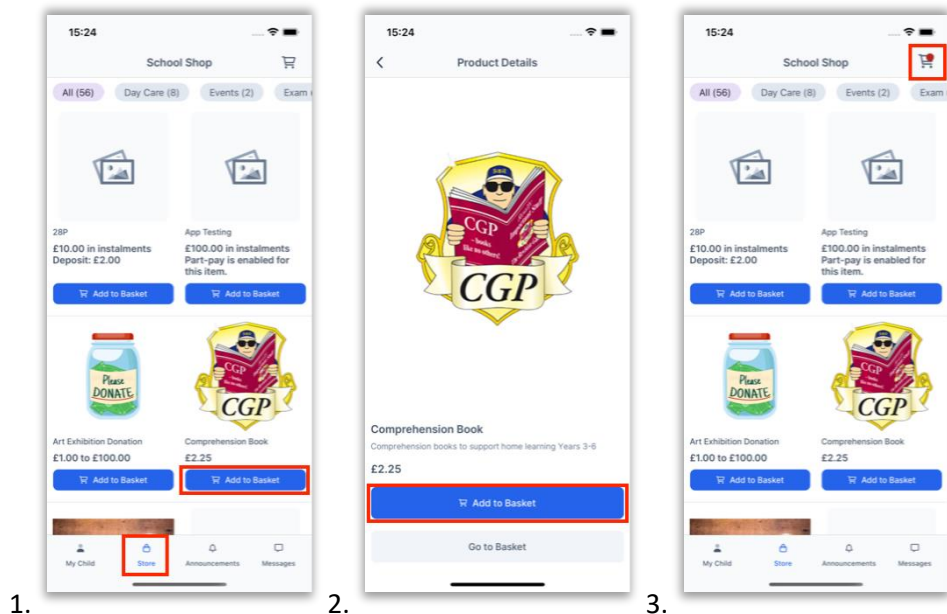 15:24
School Shop
All (56) Day Care (8) Events (2) Exam
28P
£10.00 in instalments
Deposit: £2.00
Add to Basket
App Testing
£100.00 in instalments
Part-pay is enabled for
this item.
Add to Basket
Please
DONATE
Art Exhibition Donation
£1.00 to £100.00
Add to Basket
CGP
CGP
Comprehension Book
£2.25
Add to Basket
My Child Store Announcements Messages
1.
15:24
Product Details
CGP
– books
like no others!
CGP
Comprehension Book
Comprehension books to support home learning Years 3-6
£2.25
Add to Basket
Go to Basket
2.
15:24
School Shop
All (56) Day Care (8) Events (2) Exam
28P
£10.00 in instalments
Deposit: £2.00
Add to Basket
App Testing
£100.00 in instalments
Part-pay is enabled for
this item.
Add to Basket
Please
DONATE
Art Exhibition Donation
£1.00 to £100.00
Add to Basket
CGP
CGP
Comprehension Book
£2.25
Add to Basket
My Child Store Announcements Messages
3.